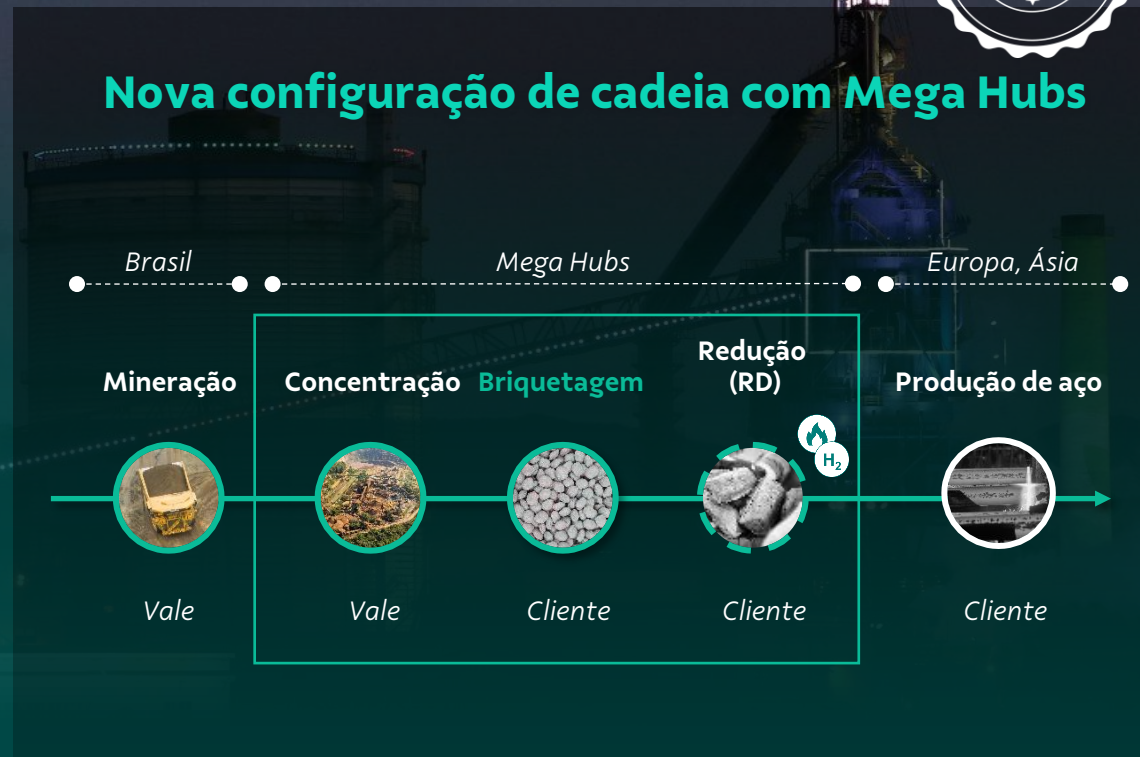 Nova configuração de cadeia com Mega Hubs
Brasil
Mega Hubs
Europa, Ásia
Mineração
Concentração
Briquetagem
Redução
(RD)
Produção de aço
H₂
Vale
Vale
Cliente
Cliente
Cliente